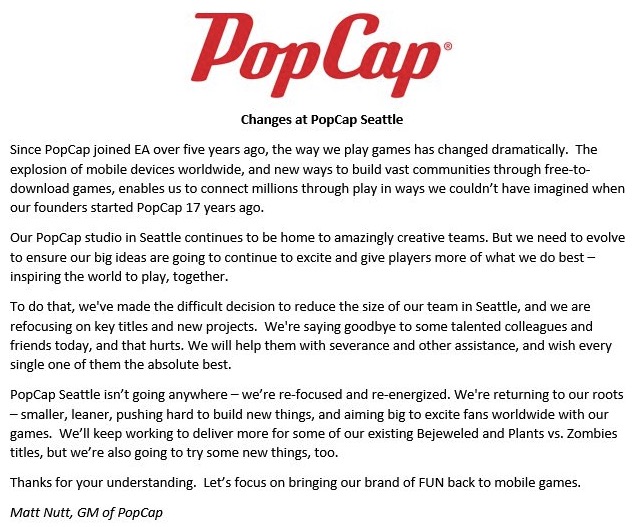 PopCap®
Changes at PopCap Seattle
Since PopCap joined EA over five years ago, the way we play games has changed dramatically.  The
explosion of mobile devices worldwide, and new ways to build vast communities through free-to-
download games, enables us to connect millions through play in ways we couldn’t have imagined when
our founders started PopCap 17 years ago.
Our PopCap studio in Seattle continues to be home to amazingly creative teams. But we need to evolve
to ensure our big ideas are going to continue to excite and give players more of what we do best –
inspiring the world to play, together.
To do that, we've made the difficult decision to reduce the size of our team in Seattle, and we are
refocusing on key titles and new projects.  We're saying goodbye to some talented colleagues and
friends today, and that hurts. We will help them with severance and other assistance, and wish every
single one of them the absolute best.
PopCap Seattle isn’t going anywhere – we’re re-focused and re-energized. We're returning to our roots
– smaller, leaner, pushing hard to build new things, and aiming big to excite fans worldwide with our
games.  We’ll keep working to deliver more for some of our existing Bejeweled and Plants vs. Zombies
titles, but we’re also going to try some new things, too.
Thanks for your understanding.  Let’s focus on bringing our brand of FUN back to mobile games.
Matt Nutt, GM of PopCap